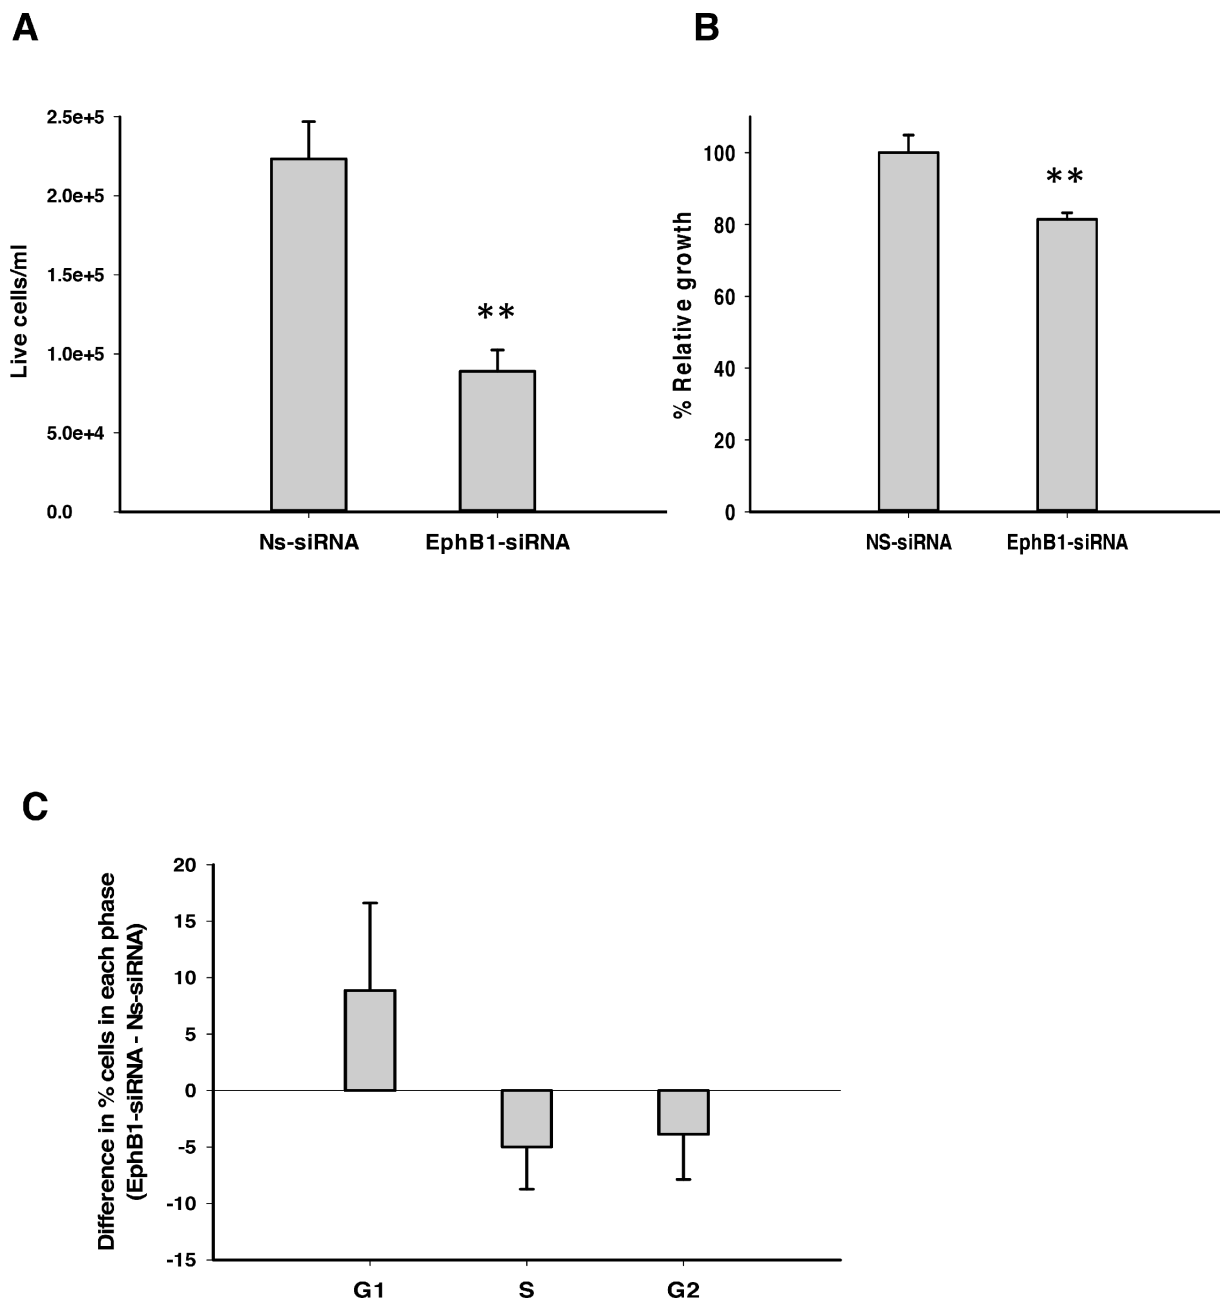 A
2.5e+5
2.0e+5
1.5e+5
1.0e+5
5.0e+4
0.0
Live cells/ml
**
Ns-siRNA
EphB1-siRNA
B
100
80
60
40
20
0
% Relative growth
**
NS-siRNA
EphB1-siRNA
C
20
15
10
5
0
-5
-10
-15
Difference in % cells in each phase
(EphB1-siRNA - Ns-siRNA)
G1
S
G2